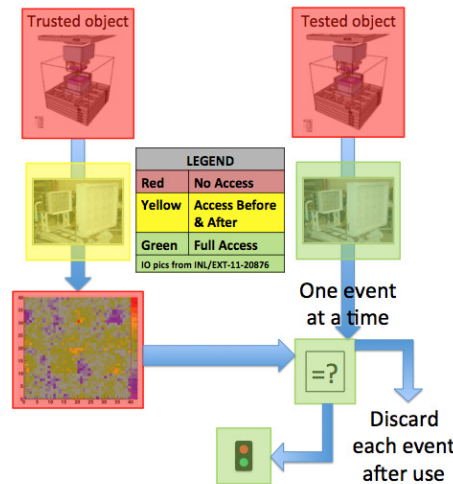 Trusted object
Tested object
LEGEND
Red No Access
Yellow Access Before
& After
Green Full Access
IO pics from INL/EXT-11-20876
One event
at a time
=?
Discard
each event
after use